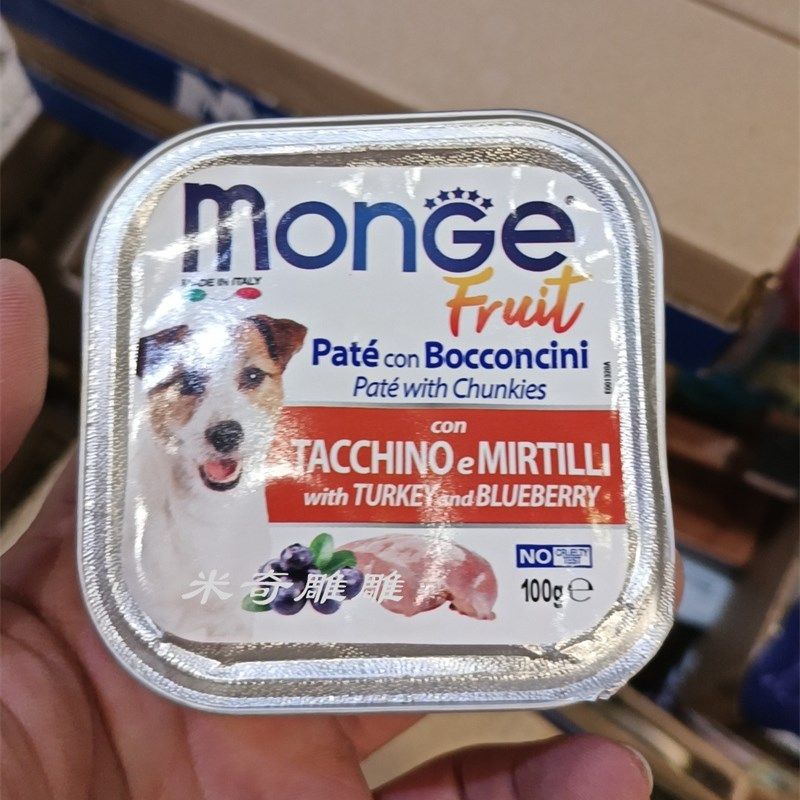 monGe
MADE IN ITALY
Fruit
Paté con Bocconcini
Paté with Chunkies
con
TACCHINO e MIRTILLI
with TURKEY and BLUEBERRY
NO CRUELTY TEST
100g ℮
米奇雕雕